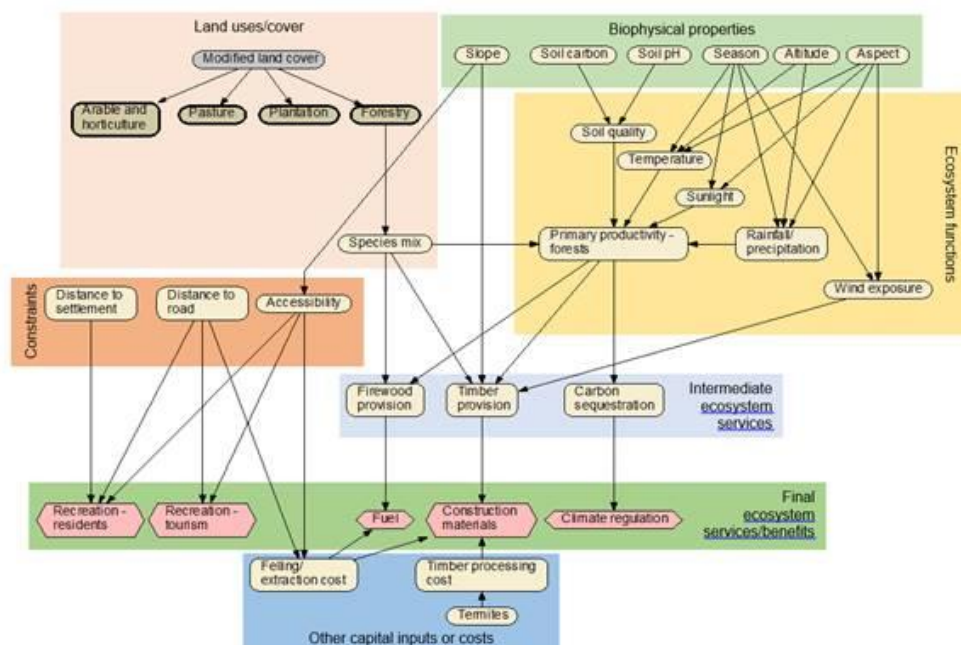 Land uses/cover
Biophysical properties
Modified land cover
Slope
Soil carbon
Soil pH
Season
Altitude
Aspect
Arable and
horticulture
Pasture
Plantation
Forestry
Soil quality
Temperature
Sunlight
Ecosystem functions
Species mix
Primary productivity -
forests
Rainfall/
precipitation
Wind exposure
Constraints
Distance to
settlement
Distance to
road
Accessibility
Firewood
provision
Timber
provision
Carbon
sequestration
Intermediate
ecosystem
services
Recreation -
residents
Recreation -
tourism
Fuel
Construction
materials
Climate regulation
Final
ecosystem
services/benefits
Felling/
extraction cost
Timber processing
cost
Termites
Other capital inputs or costs